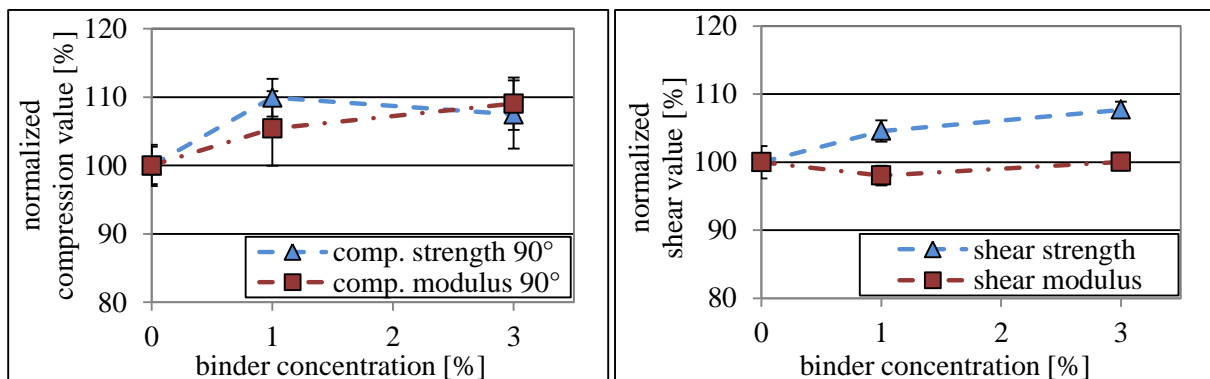 normalized
compression value [%]
120
110
100
90
80
comp. strength 90°
comp. modulus 90°
0 1 2 3
binder concentration [%]
normalized
shear value [%]
120
110
100
90
80
shear strength
shear modulus
0 1 2 3
binder concentration [%]